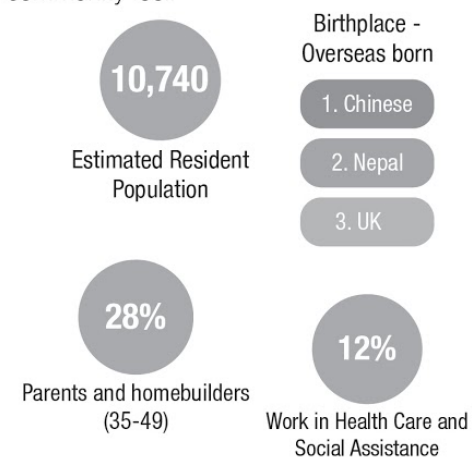 10,740
Estimated Resident
Population
Birthplace -
Overseas born
1. Chinese
2. Nepal
3. UK
28%
Parents and homebuilders
(35-49)
12%
Work in Health Care and
Social Assistance